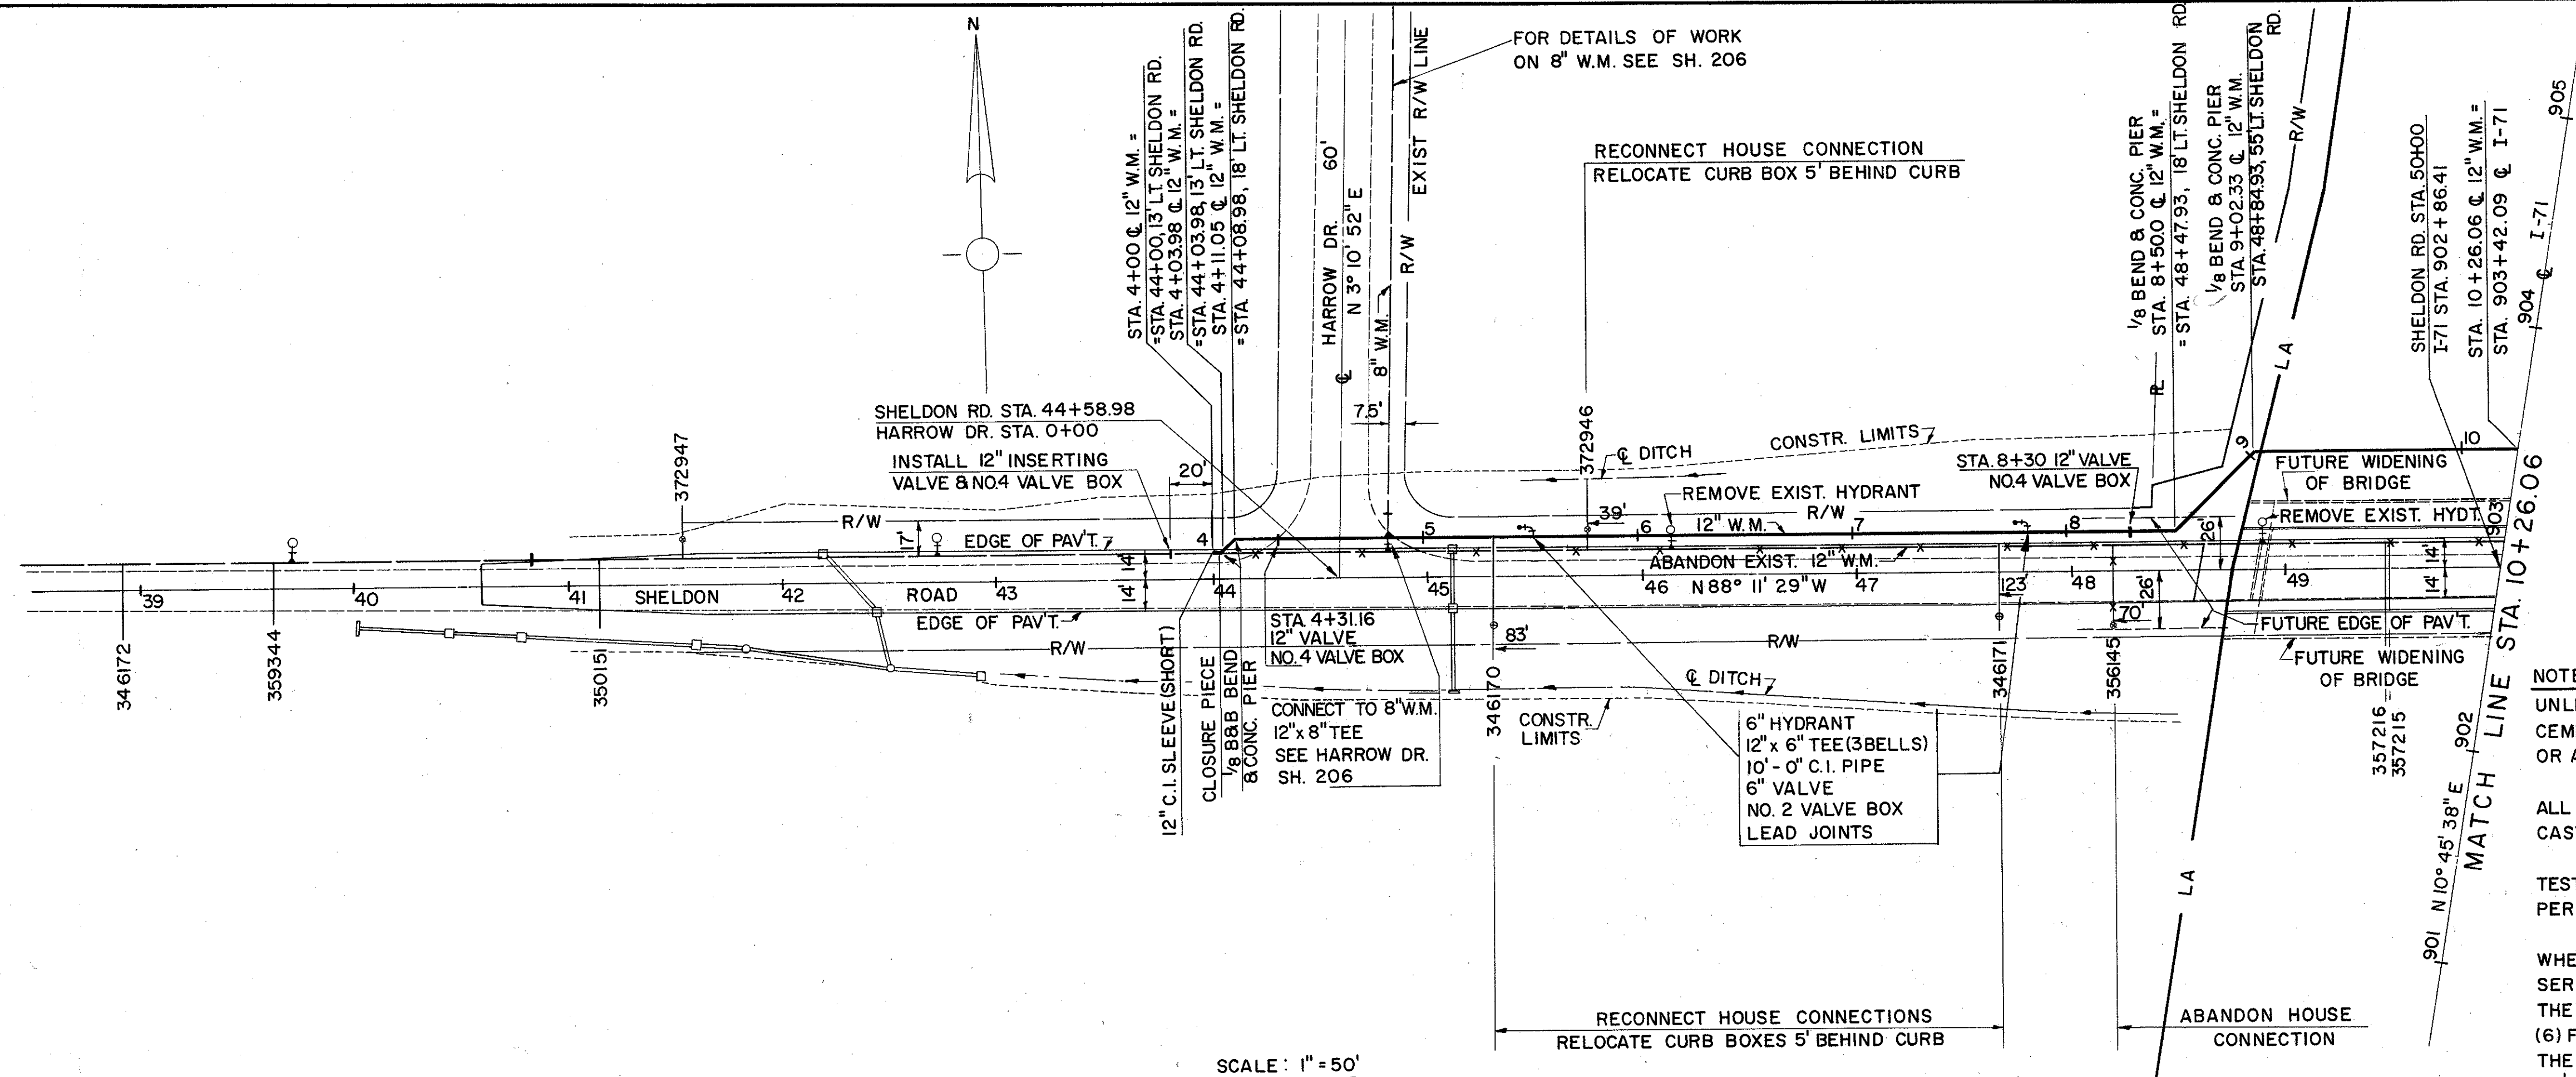 N
STA. 4+00 ℄ 12" W.M. =
=STA. 44+00, 13' LT. SHELDON RD.
STA. 4+03.98 ℄ 12" W.M. =
=STA. 44+03.98, 13' LT. SHELDON RD.
STA. 4+11.05 ℄ 12" W.M. =
=STA. 44+08.98, 18' LT. SHELDON RD.
HARROW DR. 60'
℄ N 3° 10' 52" E
8" W.M.
R/W
EXIST R/W LINE
7.5'
FOR DETAILS OF WORK
ON 8" W.M. SEE SH. 206
RECONNECT HOUSE CONNECTION
RELOCATE CURB BOX 5' BEHIND CURB
1/8 BEND & CONC. PIER
STA. 8+50.0 ℄ 12" W.M. =
= STA. 48+47.93, 18' LT. SHELDON RD.
1/8 BEND & CONC. PIER
STA. 9+02.33 ℄ 12" W.M.
STA. 48+84.93, 55' LT. SHELDON
RD.
R/W
LA
SHELDON RD. STA. 50+00
I-71 STA. 902+86.41
STA. 10+26.06 ℄ 12" W.M. =
STA. 903+42.09 ℄ I-71
905
904 ℄ I-71
903
SHELDON RD. STA. 44+58.98
HARROW DR. STA. 0+00
INSTALL 12" INSERTING
VALVE & NO.4 VALVE BOX
20'
372947
372946
39'
℄ DITCH
CONSTR. LIMITS
REMOVE EXIST. HYDRANT
R/W
STA. 8+30 12" VALVE
NO.4 VALVE BOX
FUTURE WIDENING
OF BRIDGE
REMOVE EXIST. HYDT.
R/W
17'
EDGE OF PAV'T.
4
5
6
12" W.M.
7
8
9
10
26'
14'
14'
ABANDON EXIST. 12" W.M.
14'
14'
39
40
41
SHELDON
42
ROAD
43
44
45
46
N 88° 11' 29" W
47
123'
48
26'
70'
49
EDGE OF PAV'T.
R/W
R/W
FUTURE EDGE OF PAV'T.
FUTURE WIDENING
OF BRIDGE
346172
359344
350151
12" C.I. SLEEVE (SHORT)
CLOSURE PIECE
1/8 B&B BEND
& CONC. PIER
STA. 4+31.16
12" VALVE
NO. 4 VALVE BOX
CONNECT TO 8" W.M.
12" x 8" TEE
SEE HARROW DR.
SH. 206
83'
346170
CONSTR.
LIMITS
℄ DITCH
6" HYDRANT
12" x 6" TEE (3 BELLS)
10'-0" C.I. PIPE
6" VALVE
NO. 2 VALVE BOX
LEAD JOINTS
346171
356145
357216
357215
902
901 N 10° 45' 38" E
MATCH LINE STA. 10+26.06
LA
RECONNECT HOUSE CONNECTIONS
RELOCATE CURB BOXES 5' BEHIND CURB
ABANDON HOUSE
CONNECTION
SCALE: 1" = 50'
ALL
(6)
THE
THE